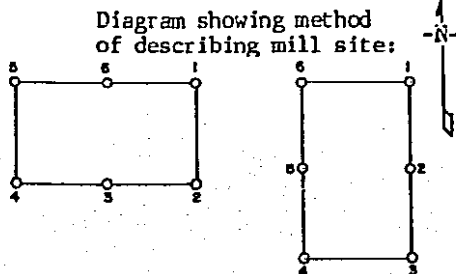 Diagram showing method
of describing mill site:
-N-
5 6 1
4 3 2
6 1
5 2
4 3